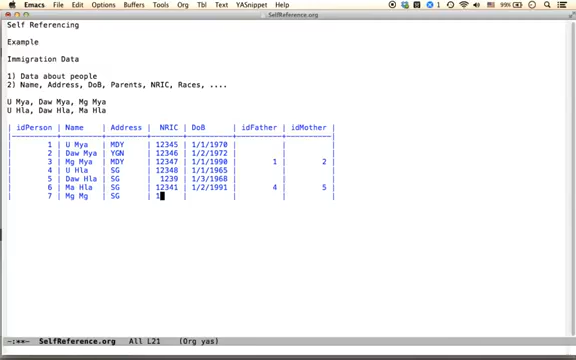 Emacs File Edit Options Buffers Tools Org Tbl Text YASnippet Help 99%
SelfReference.org
Self Referencing
Example
Immigration Data
1) Data about people
2) Name, Address, DoB, Parents, NRIC, Races, ....
U Mya, Daw Mya, Mg Mya
U Hla, Daw Hla, Ma Hla
| idPerson | Name | Address | NRIC | DoB | idFather | idMother |
| 1 | U Mya | MDY | 12345 | 1/1/1970 | | |
| 2 | Daw Mya | YGN | 12346 | 1/2/1972 | | |
| 3 | Mg Mya | MDY | 12347 | 1/1/1990 | 1 | 2 |
| 4 | U Hla | SG | 12348 | 1/1/1965 | | |
| 5 | Daw Hla | SG | 1239 | 1/3/1968 | | |
| 6 | Ma Hla | SG | 12341 | 1/2/1991 | 4 | 5 |
| 7 | Mg Mg | SG | 1 | | | |
-:**- SelfReference.org All L21 (Org yas)